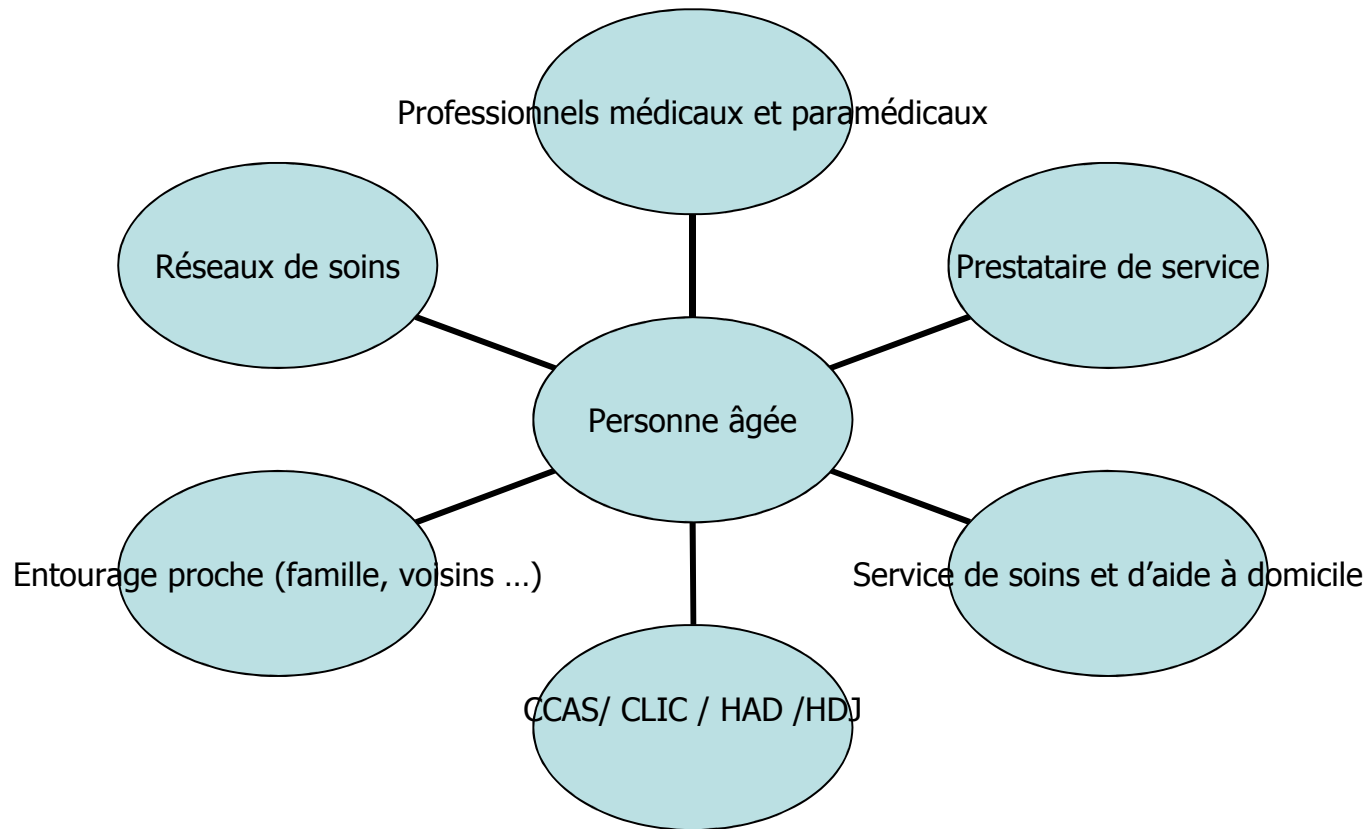 Professionnels médicaux et paramédicaux
Réseaux de soins
Prestataire de service
Personne âgée
Entourage proche (famille, voisins …)
Service de soins et d’aide à domicile
CCAS/ CLIC / HAD /HDJ